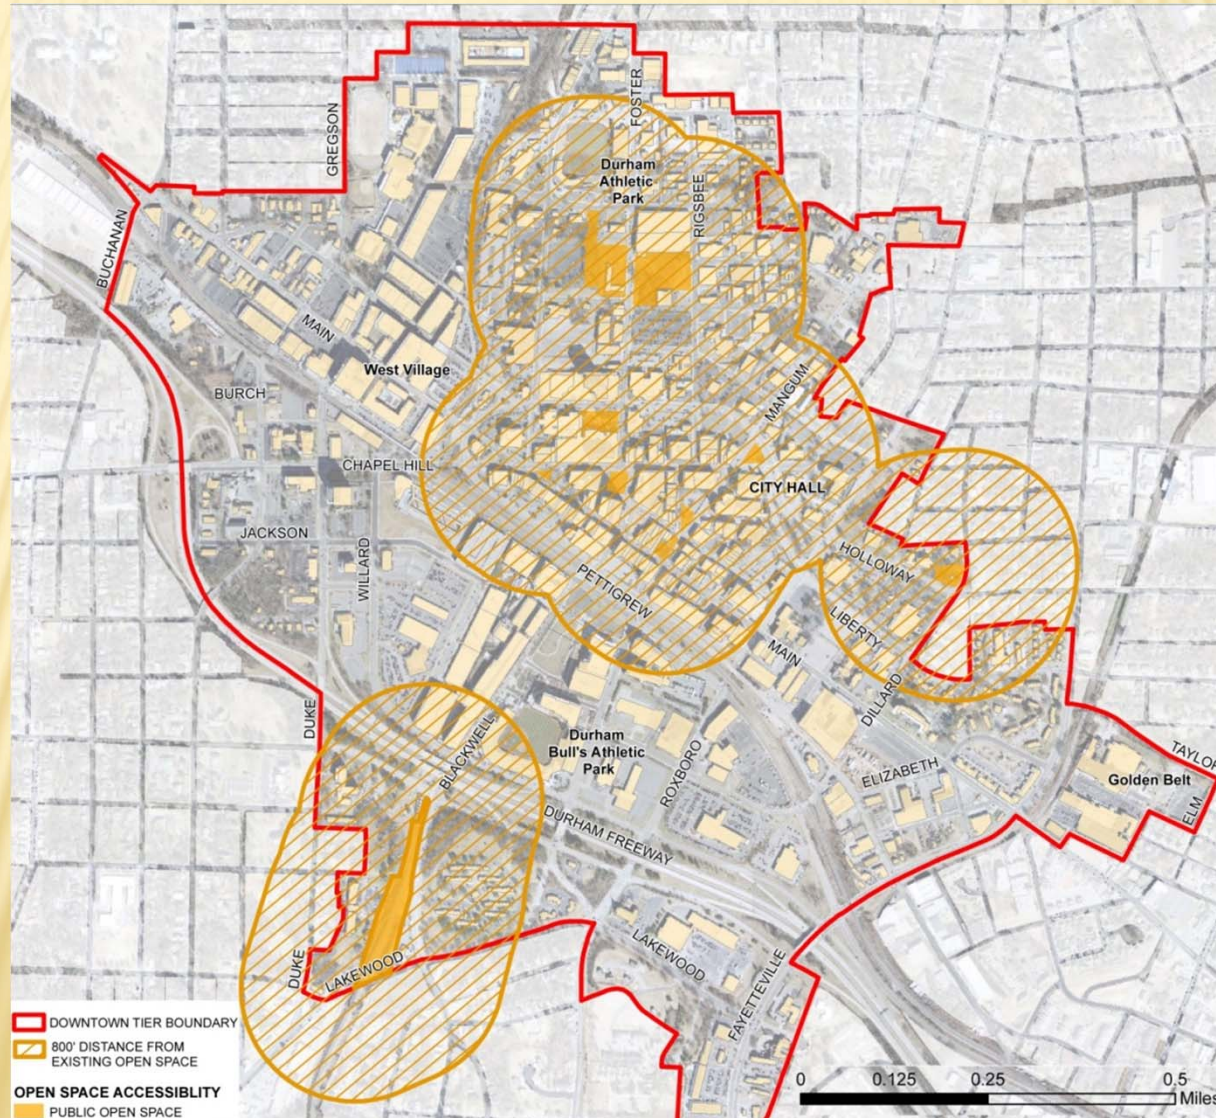 GREGSON
FOSTER
Durham
Athletic
Park
RIGSBEE
BUCHANAN
MAIN
West Village
BURCH
MANGUM
CHAPEL HILL
CITY HALL
JACKSON
WILLARD
HOLLOWAY
PETTIGREW
LIBERTY
MAIN
DILLARD
DUKE
BLACKWELL
Durham
Bull's Athletic
Park
ROXBORO
ELIZABETH
TAYLOR
Golden Belt
ELM
DURHAM FREEWAY
LAKEWOOD
DUKE
LAKEWOOD
FAYETTEVILLE
DOWNTOWN TIER BOUNDARY
800' DISTANCE FROM
EXISTING OPEN SPACE
OPEN SPACE ACCESSIBLITY
PUBLIC OPEN SPACE
0 0.125 0.25 0.5
Miles